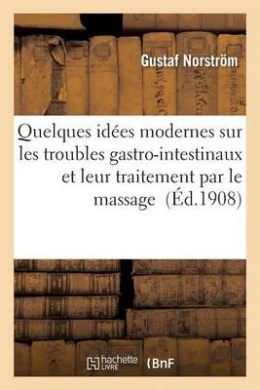 Gustaf Norström
Quelques idées modernes sur les troubles
gastro-intestinaux et leur traitement par le
massage (Éd.1908)
hachette
LIVRE
{BnF